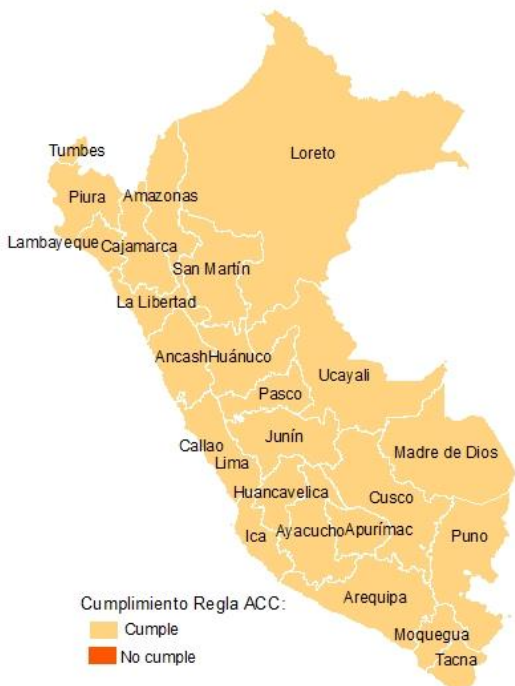 Tumbes
Loreto
Piura
Amazonas
Lambayeque
Cajamarca
San Martín
La Libertad
Ancash
Huánuco
Ucayali
Pasco
Junín
Callao
Lima
Madre de Dios
Huancavelica
Cusco
Ica
Ayacucho
Apurímac
Puno
Arequipa
Moquegua
Tacna
Cumplimiento Regla ACC:
Cumple
No cumple